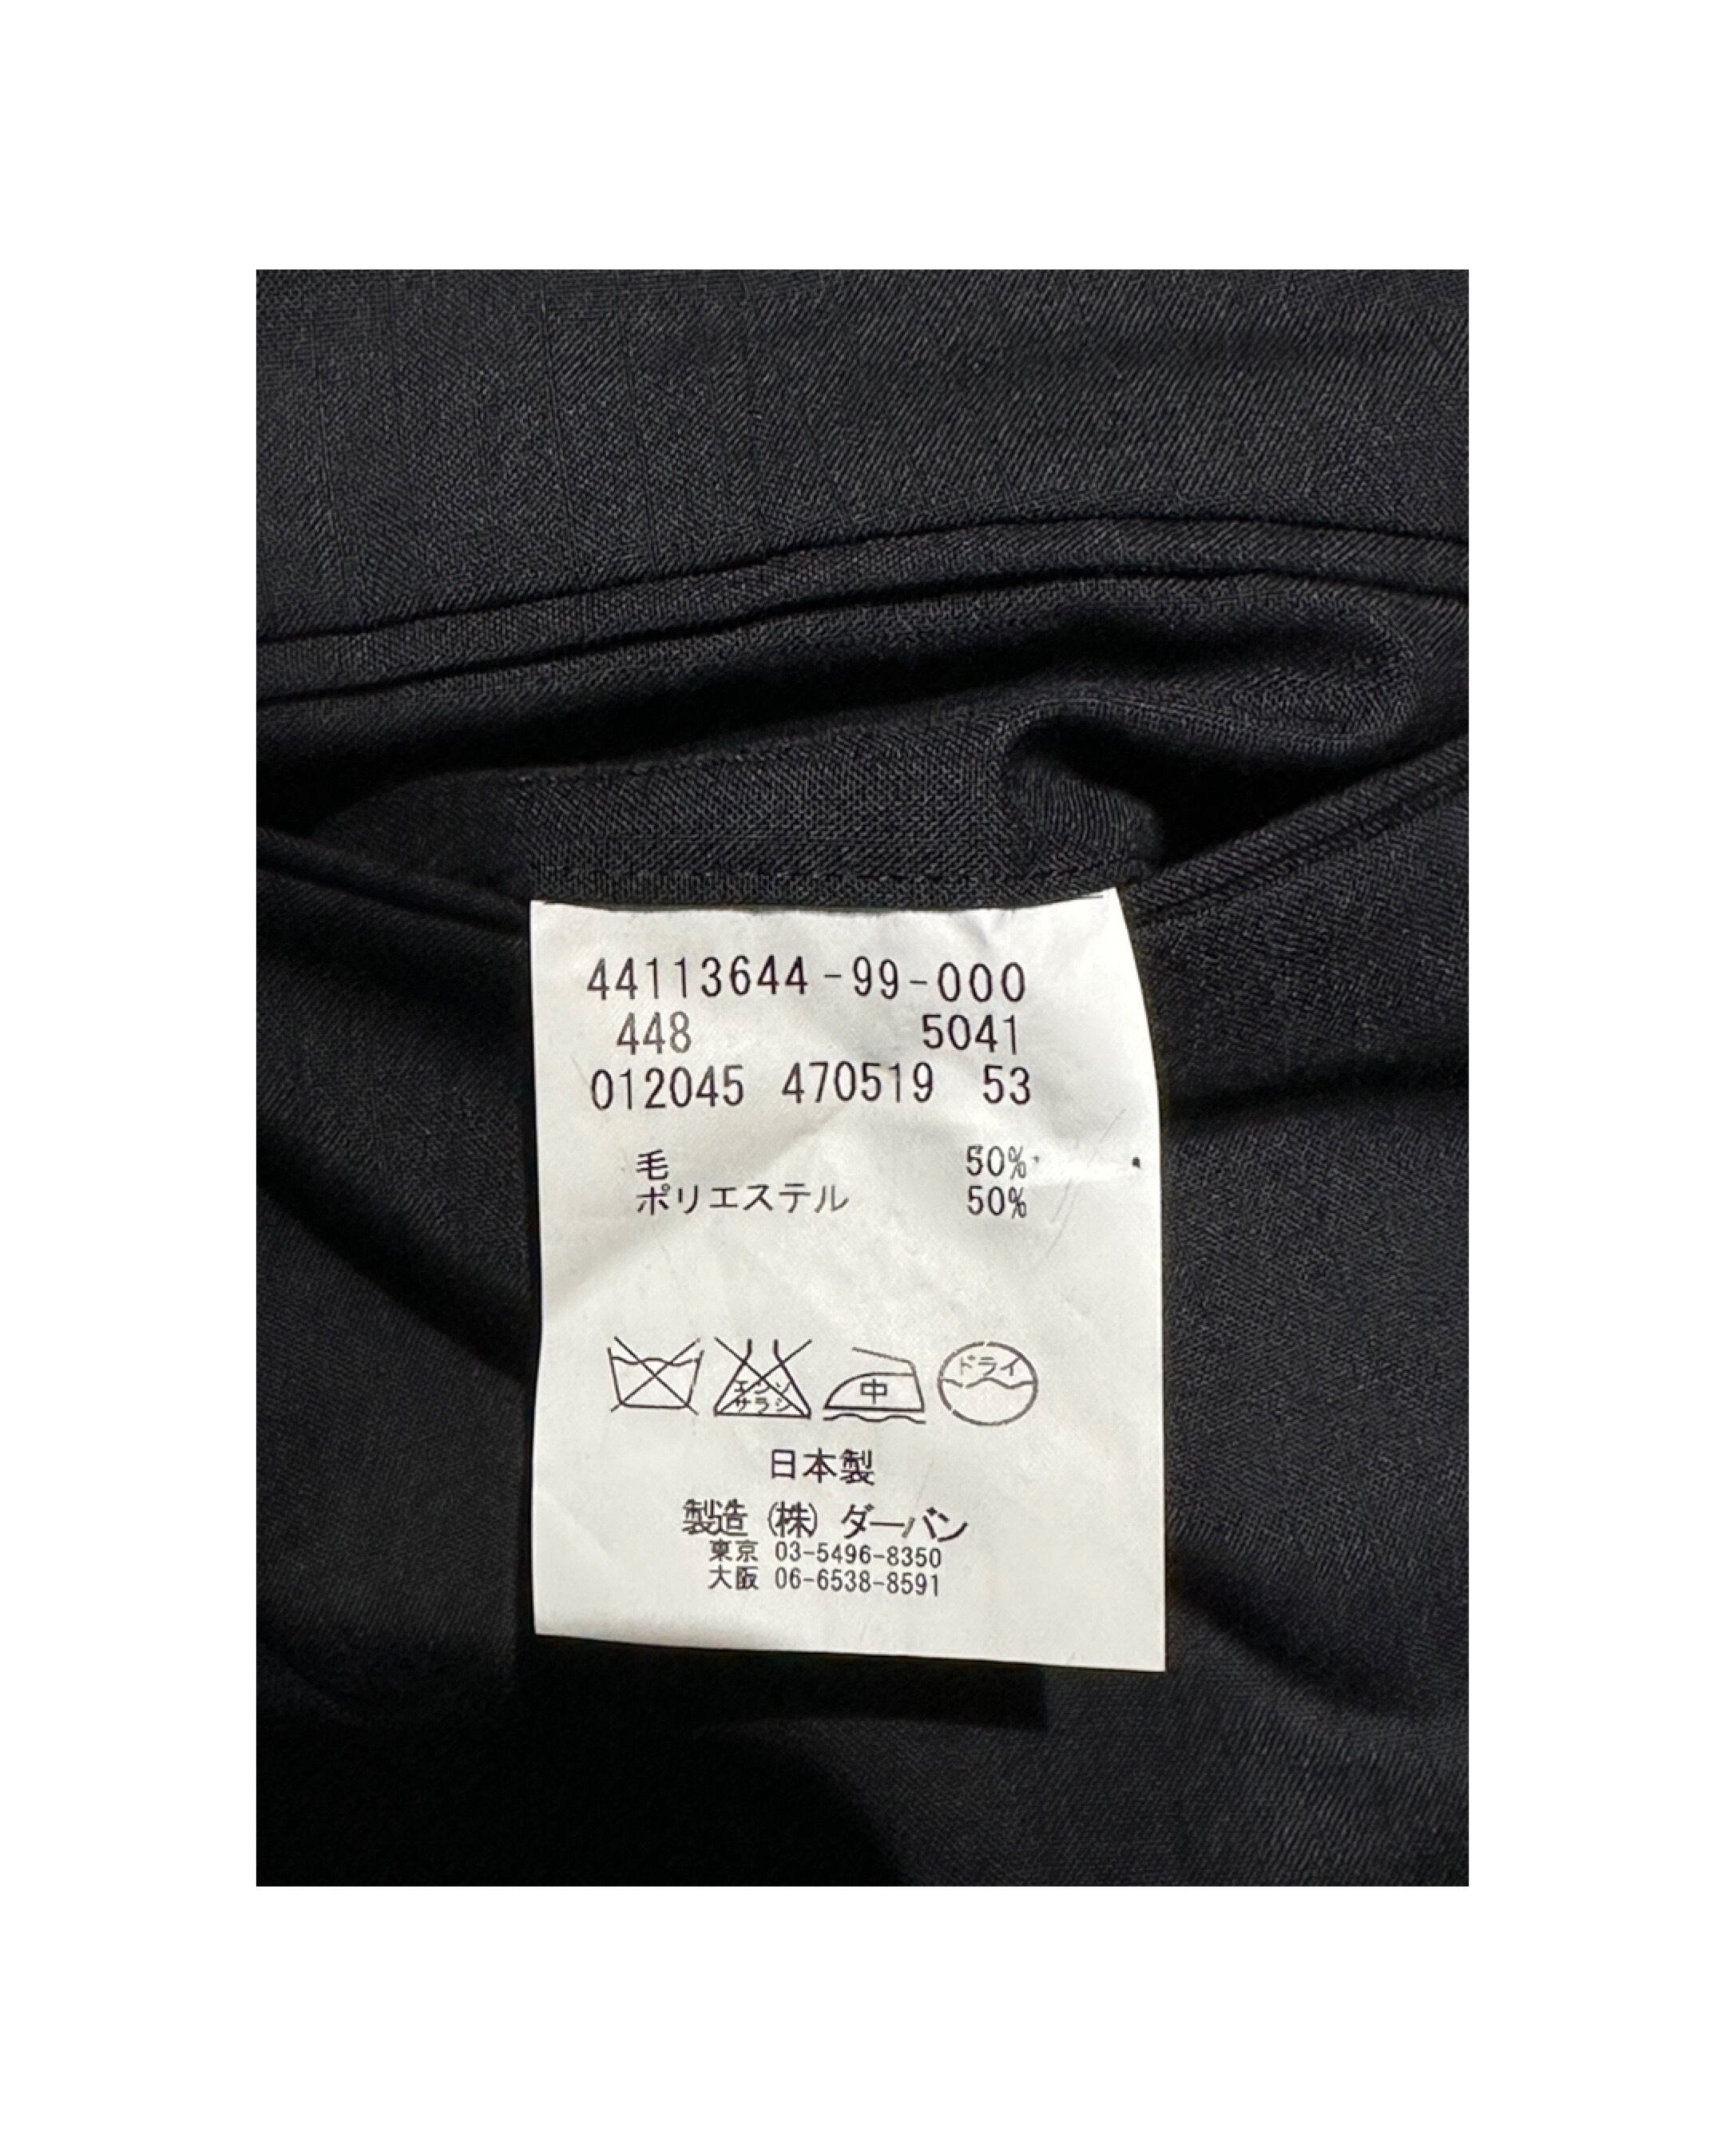 44113644-99-000
448 5041
012045 470519 53
毛 50%
ポリエステル 50%
エンソ
サラシ
中
ドライ
日本製
製造 (株) ダーバン
東京 03-5496-8350
大阪 06-6538-8591